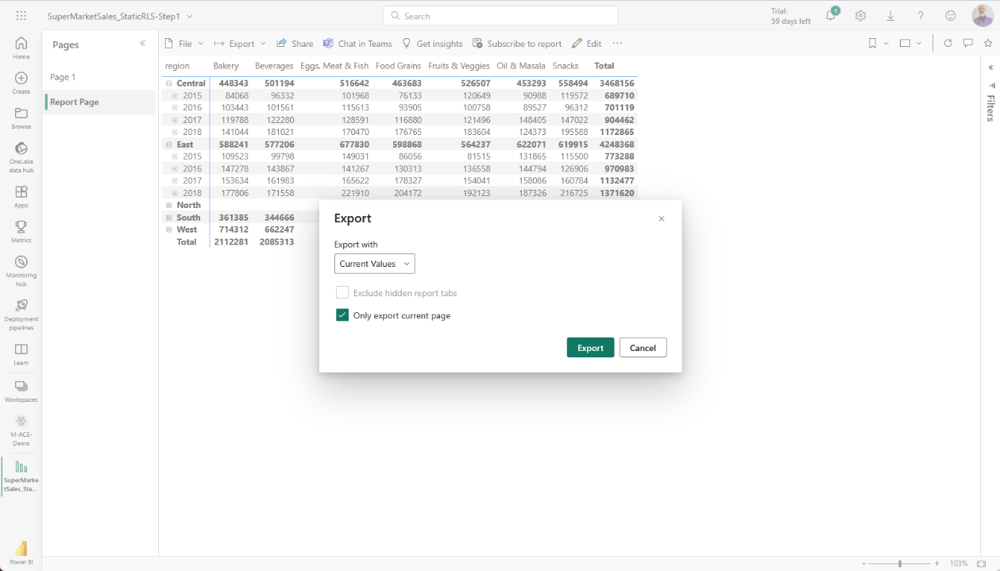 SuperMarketSales_StaticRLS-Step1
Search
Trial:
59 days left
1
Home
Create
Browse
OneLake
data hub
Apps
Metrics
Monitoring
hub
Deployment
pipelines
Learn
Workspaces
M-ACE-
Demo
SuperMarke
tSales_Sta...
Power BI
Pages
Page 1
Report Page
File Export Share Chat in Teams Get insights Subscribe to report Edit ...
region Bakery Beverages Eggs, Meat & Fish Food Grains Fruits & Veggies Oil & Masala Snacks Total
Central 448343 501194 516642 463683 526507 453293 558494 3468156
2015 84068 96332 101968 76133 120649 90988 119572 689710
2016 103443 101561 115613 93905 100758 89527 96312 701119
2017 119788 122280 128591 116880 121496 148405 147022 904462
2018 141044 181021 170470 176765 183604 124373 195588 1172865
East 588241 577206 677830 598868 564237 622071 619915 4248368
2015 109523 99798 149031 86056 81515 131865 115500 773288
2016 147278 143867 141267 130313 136558 144794 126906 970983
2017 153634 161983 165622 178327 154041 158086 160784 1132477
2018 177806 171558 221910 204172 192123 187326 216725 1371620
North
South 361385 344666
West 714312 662247
Total 2112281 2085313
Export
Export with
Current Values
Exclude hidden report tabs
Only export current page
Export Cancel
Filters
- + 103%